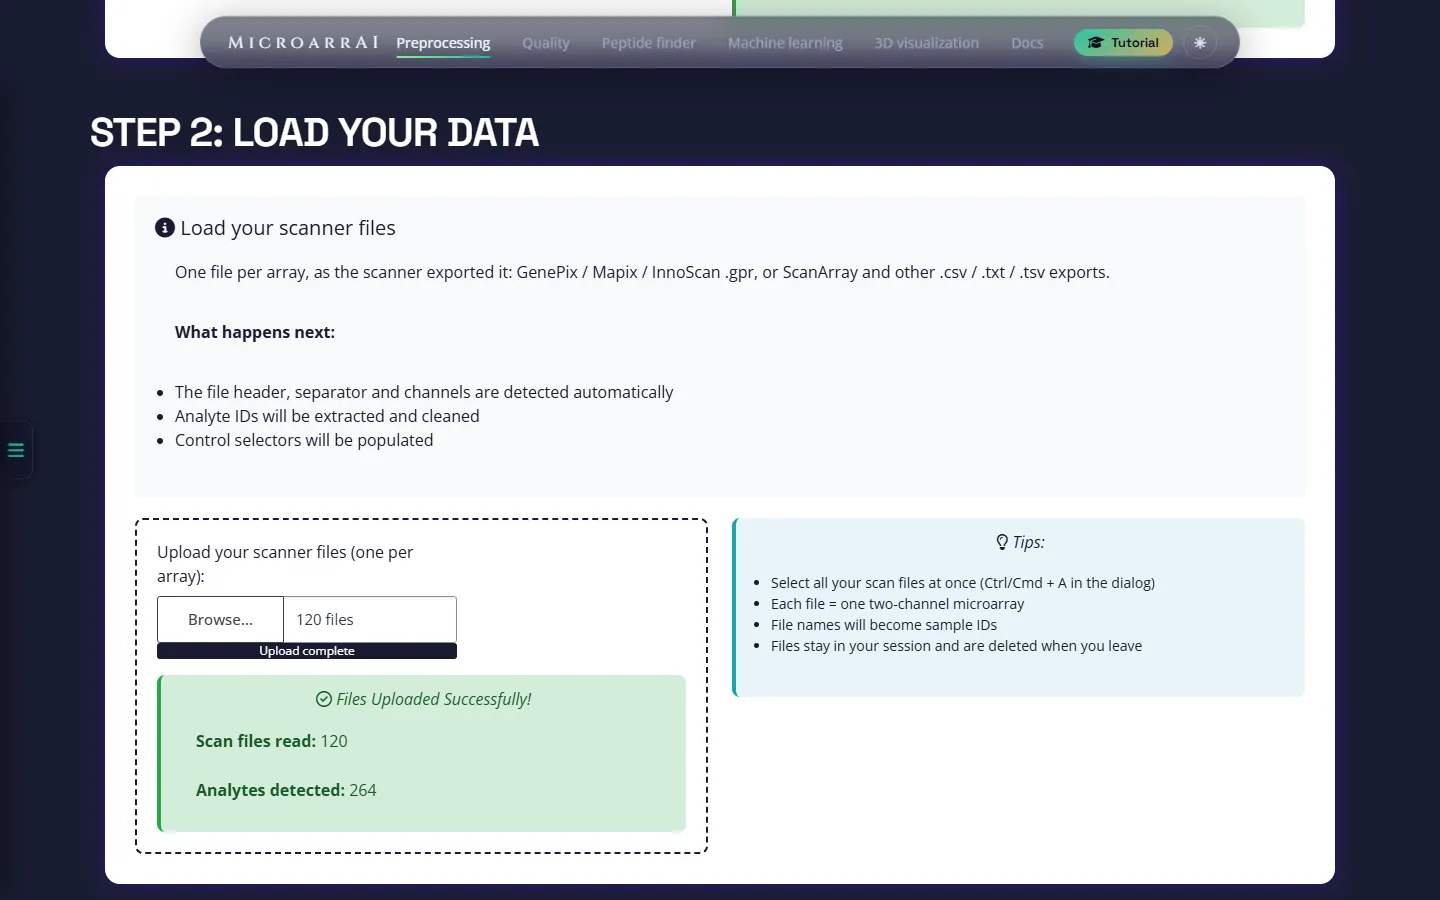 MICROARRAI
Preprocessing
Quality
Peptide finder
Machine learning
3D visualization
Docs
Tutorial
STEP 2: LOAD YOUR DATA
Load your scanner files
One file per array, as the scanner exported it: GenePix / Mapix / InnoScan .gpr, or ScanArray and other .csv / .txt / .tsv exports.
What happens next:
The file header, separator and channels are detected automatically
Analyte IDs will be extracted and cleaned
Control selectors will be populated
Upload your scanner files (one per
array):
Browse...
120 files
Upload complete
Files Uploaded Successfully!
Scan files read: 120
Analytes detected: 264
Tips:
Select all your scan files at once (Ctrl/Cmd + A in the dialog)
Each file = one two-channel microarray
File names will become sample IDs
Files stay in your session and are deleted when you leave